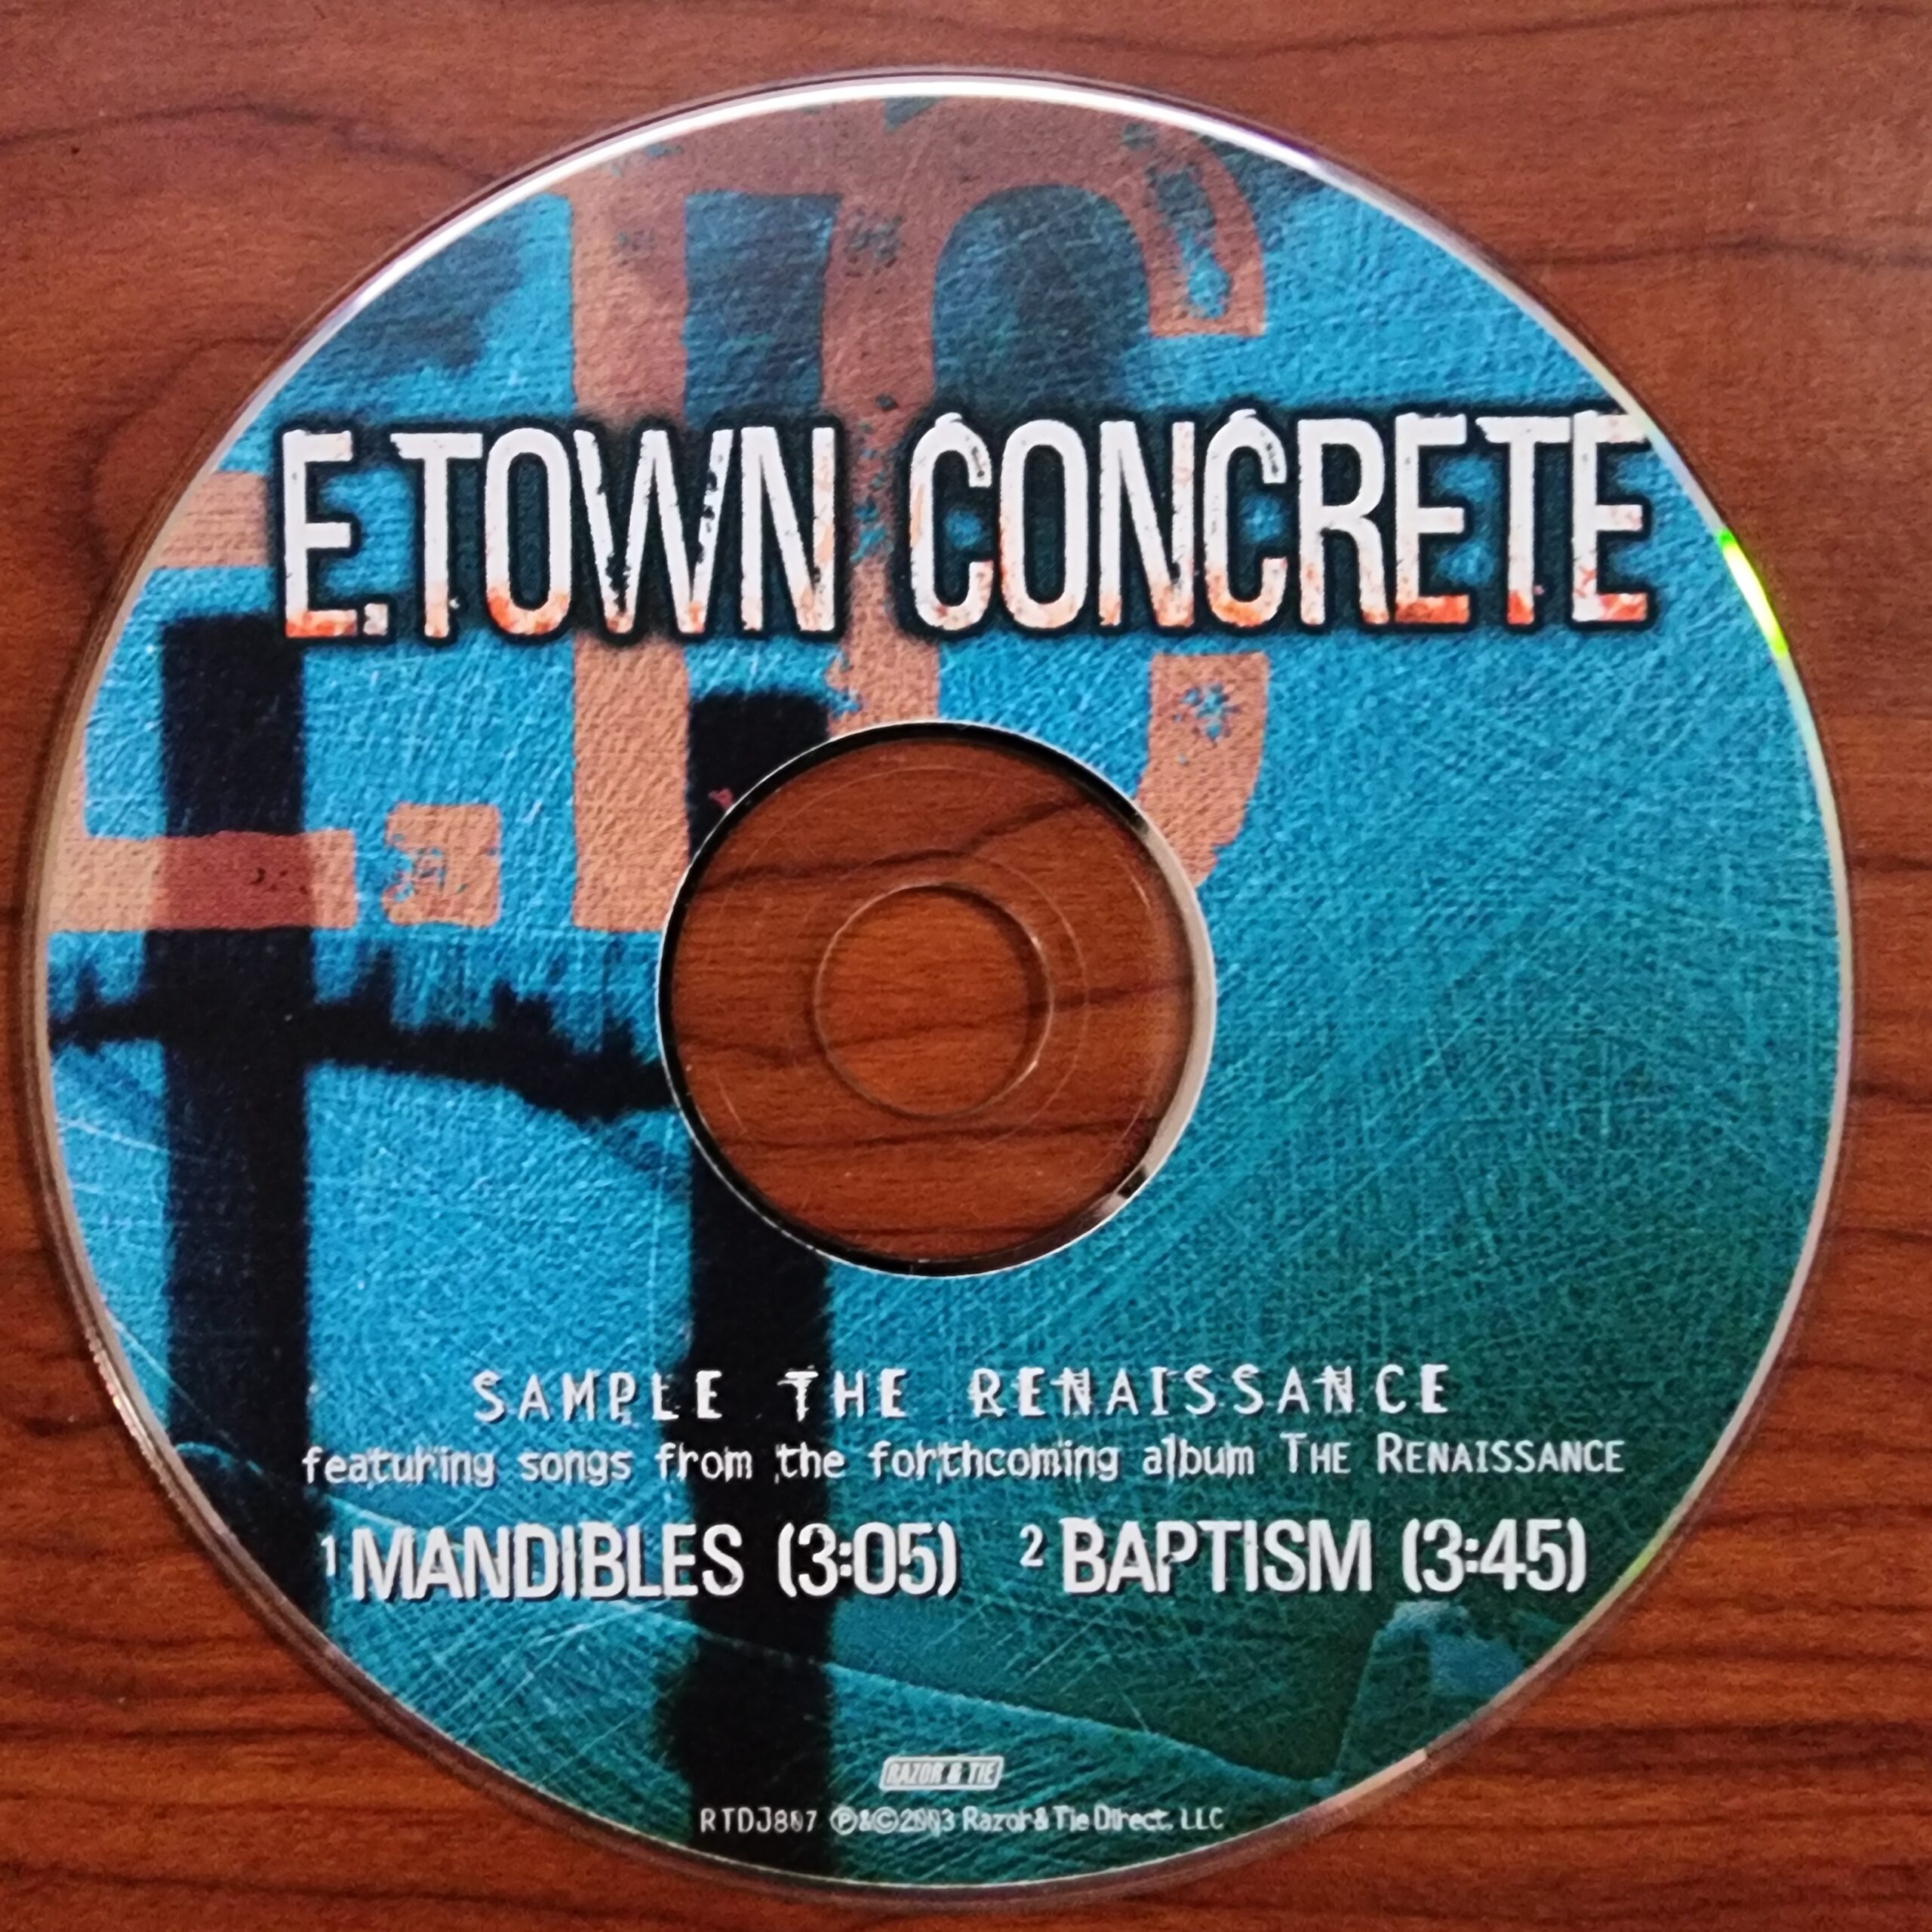 E.TC
E.TOWN CONCRETE
SAMPLE THE RENAISSANCE
featuring songs from the forthcoming album THE RENAISSANCE
1 MANDIBLES (3:05) 2 BAPTISM (3:45)
RAZOR & TIE
RTDJ807 ℗&©2003 Razor & Tie Direct, LLC